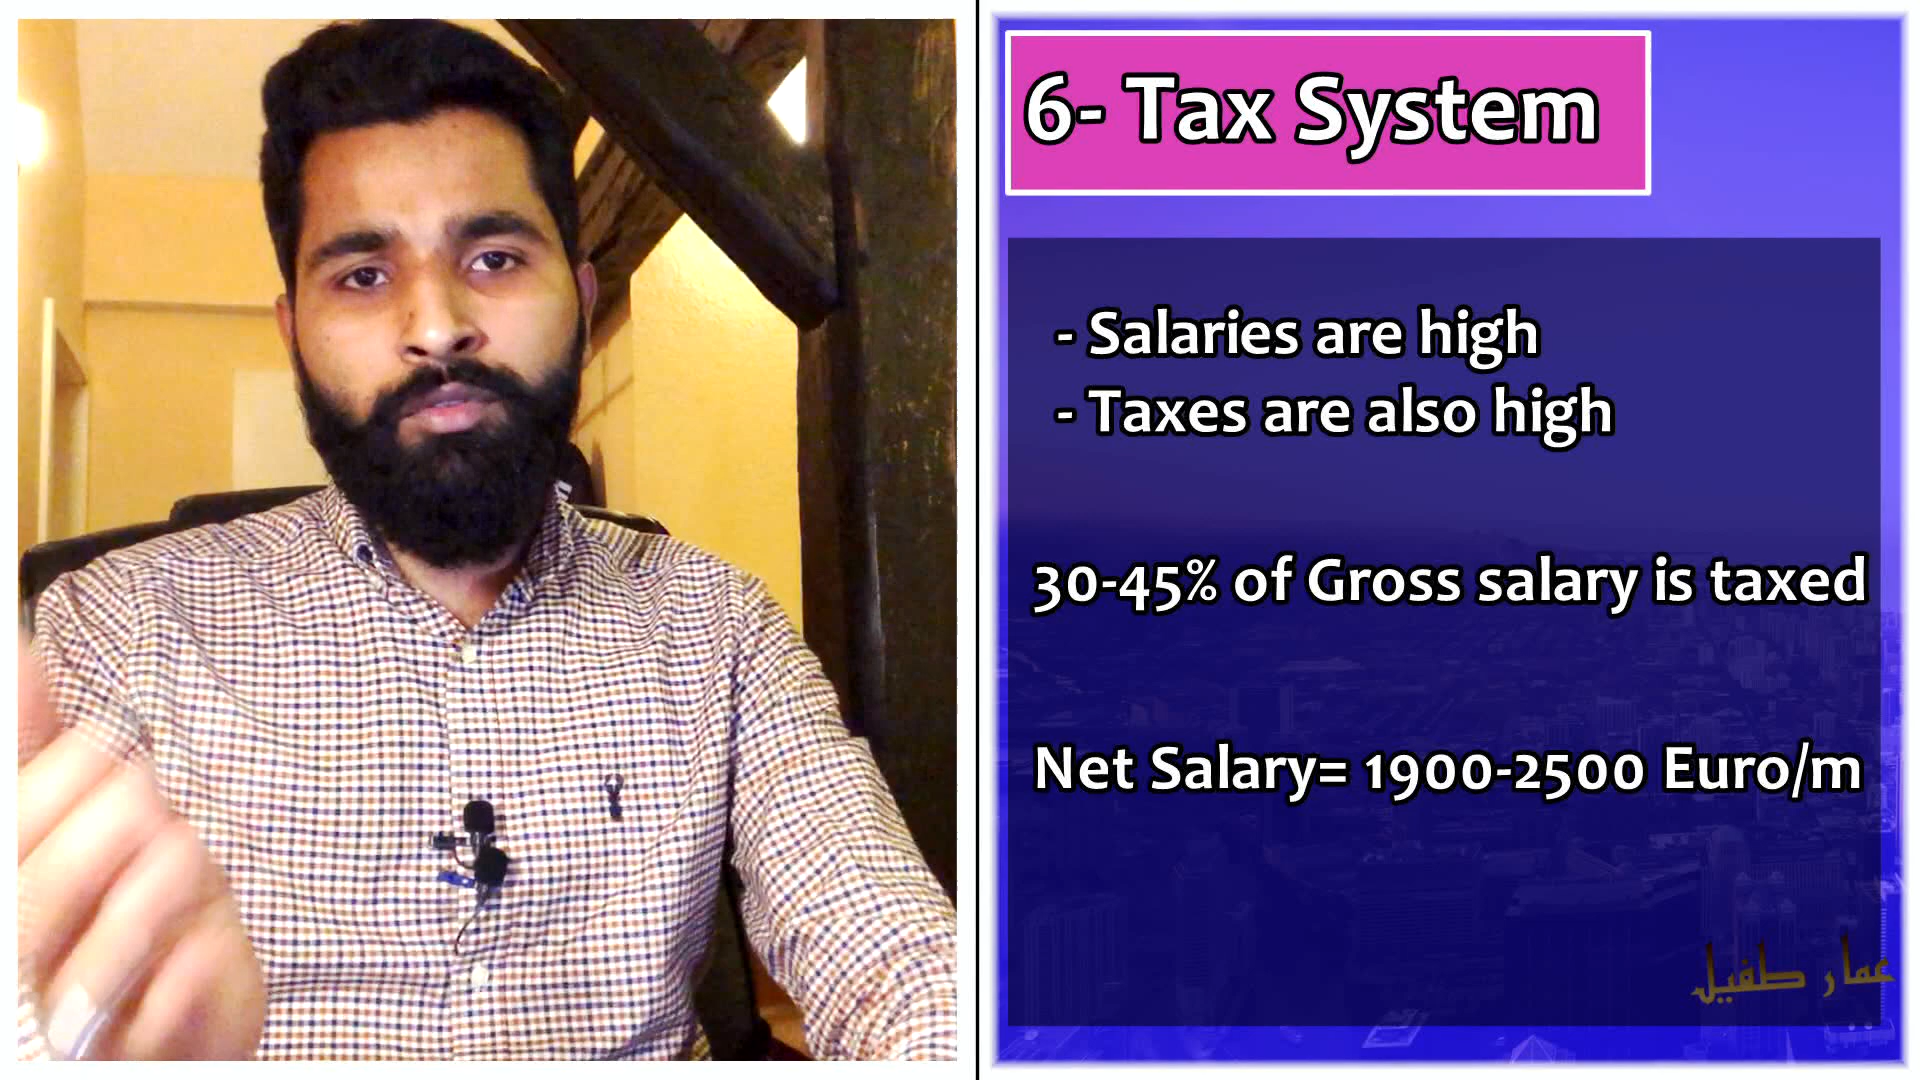 6- Tax System
- Salaries are high
- Taxes are also high
30-45% of Gross salary is taxed
Net Salary= 1900-2500 Euro/m
عمار طفيل